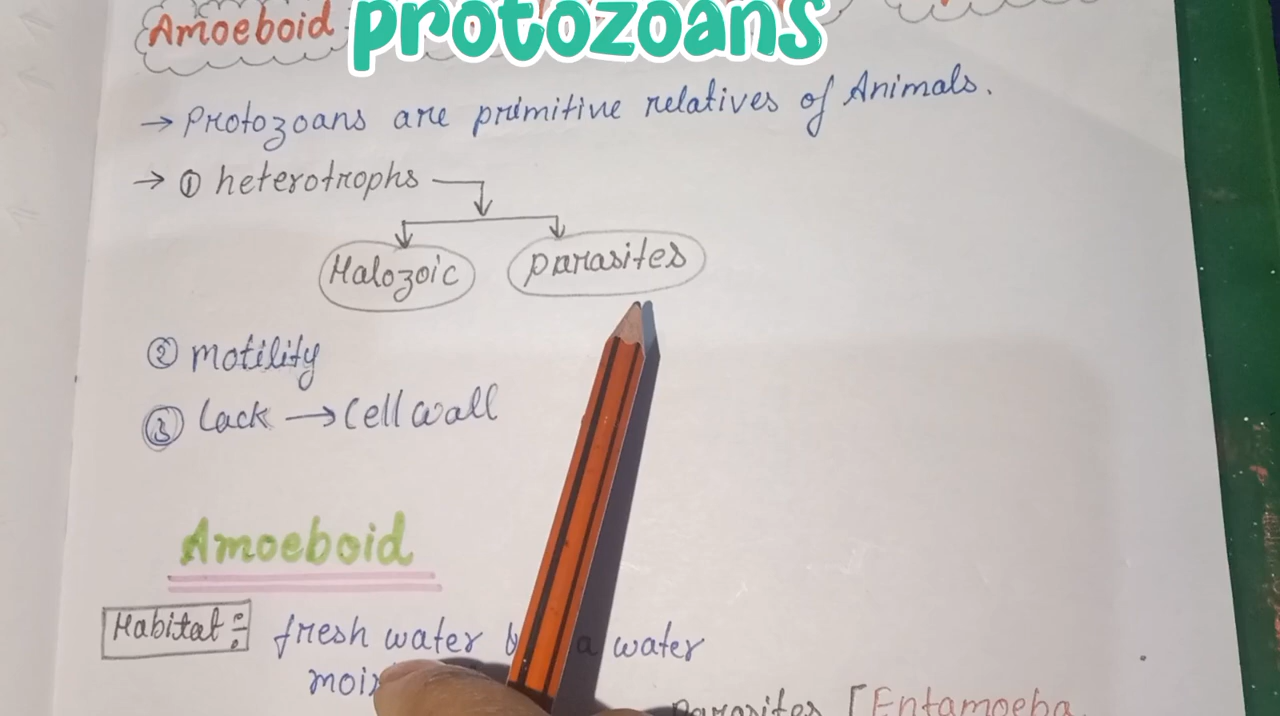 Amoeboid protozoans
→ Protozoans are primitive relatives of Animals.
→ ① heterotrophs
Halozoic parasites
② motility
③ Lack → Cell wall
Amoeboid
Habitat:- fresh water water
parasites [Entamoeba